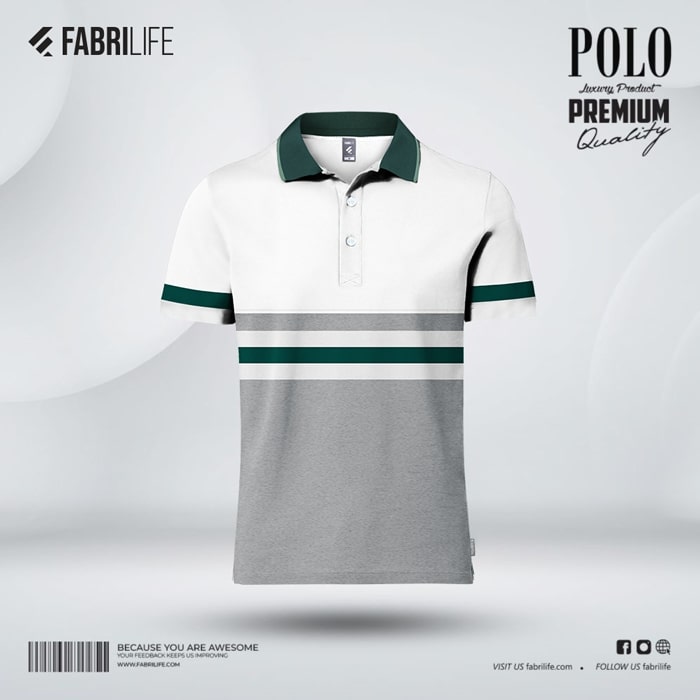 FABRILIFE
POLO
Luxury Product
PREMIUM
Quality
BECAUSE YOU ARE AWESOME
YOUR FEEDBACK KEEPS US IMPROVING
WWW.FABRILIFE.COM
VISIT US fabrilife.com • FOLLOW US fabrilife